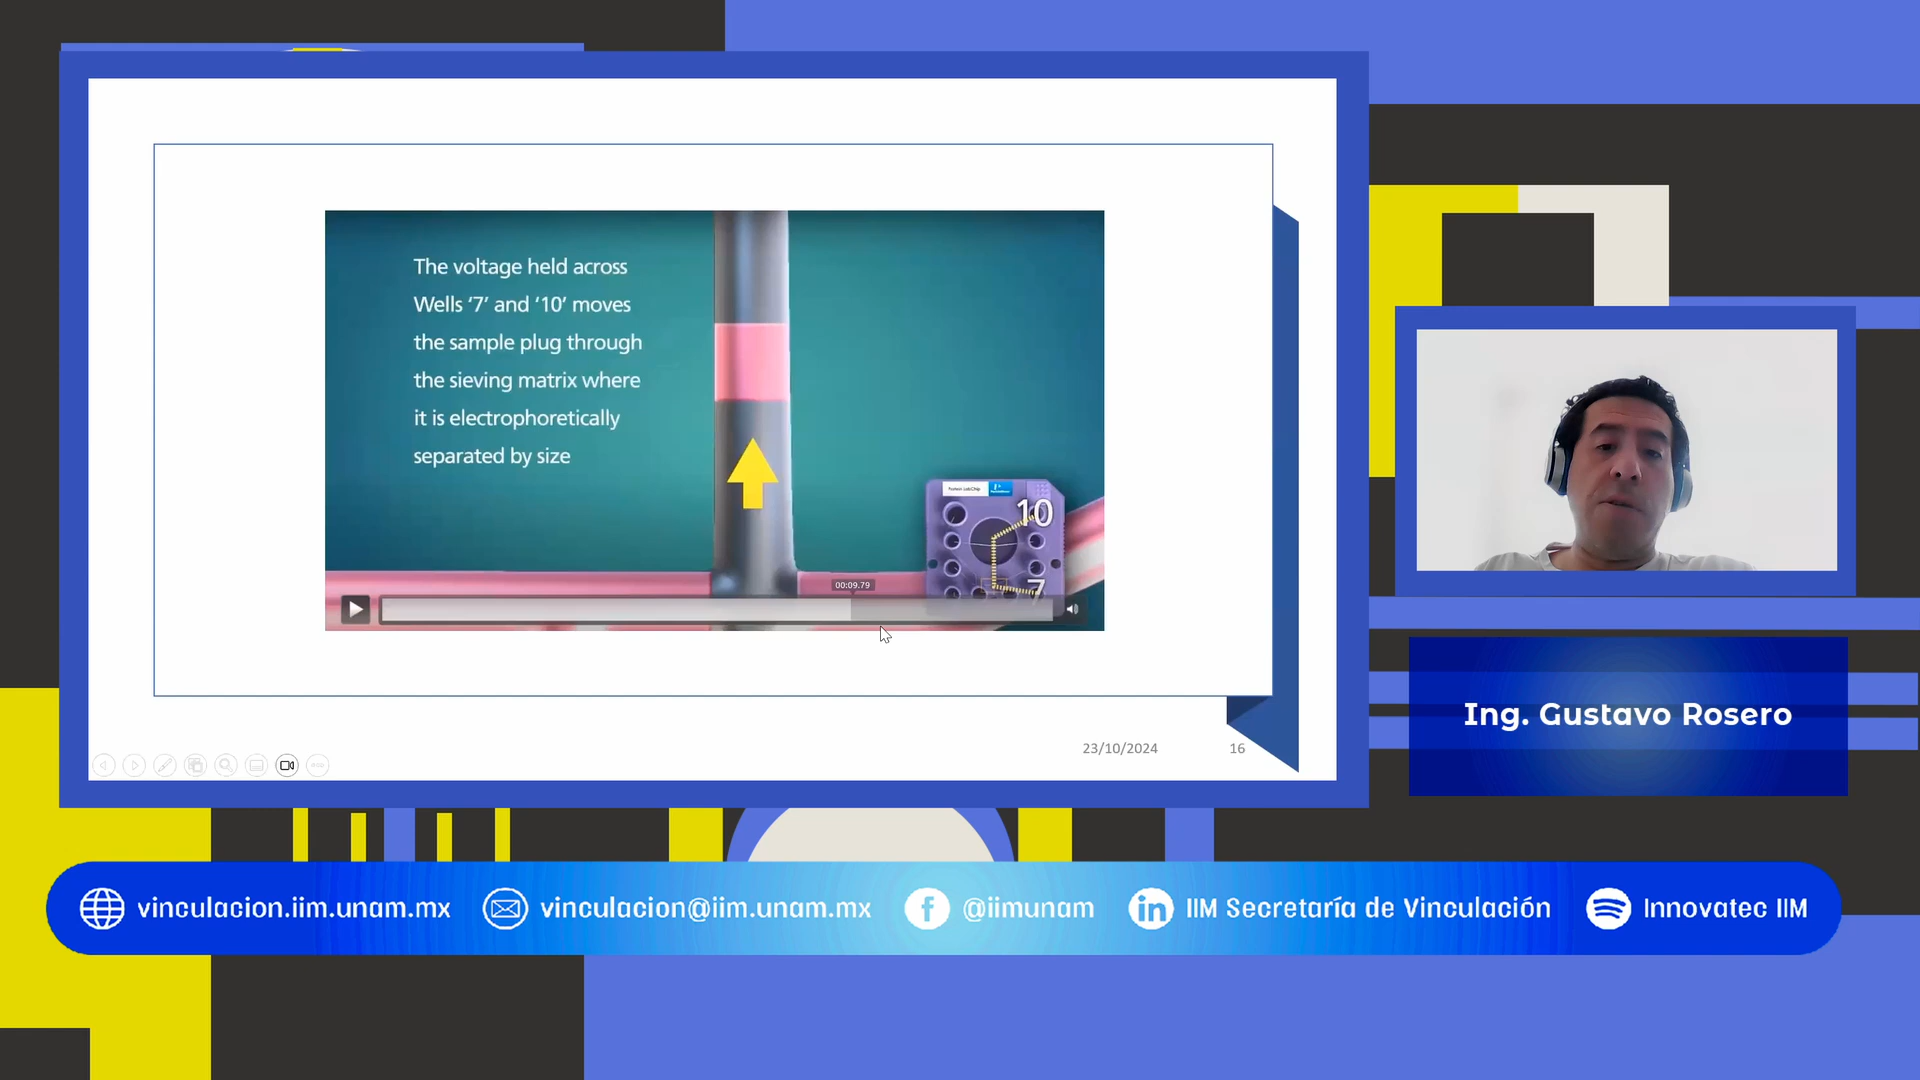 The voltage held across
Wells ‘7’ and ‘10’ moves
the sample plug through
the sieving matrix where
it is electrophoretically
separated by size
Protein LabChip
10
7
00:09.79
23/10/2024
16
Ing. Gustavo Rosero
vinculacion.iim.unam.mx
vinculacion@iim.unam.mx
@iimunam
IIM Secretaría de Vinculación
Innovatec IIM